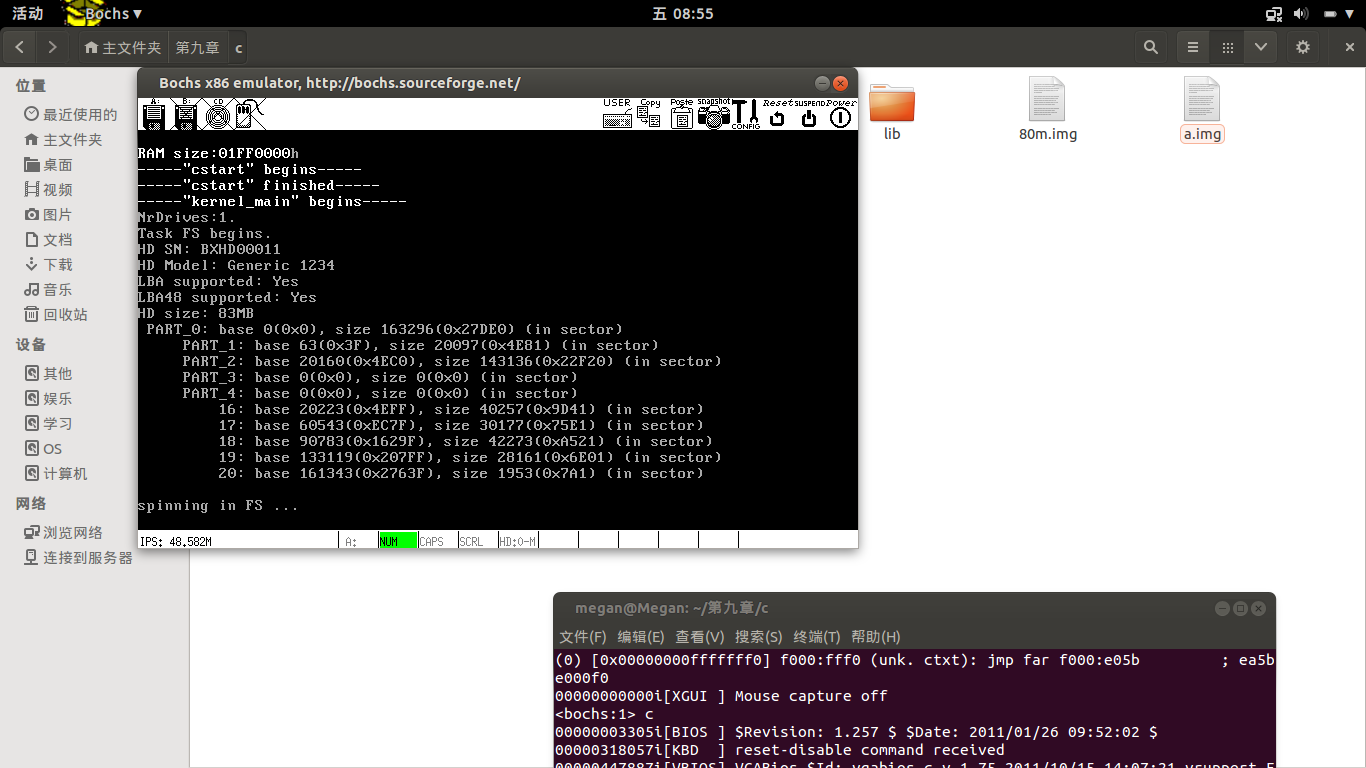 活动 Bochs ▼ 五 08:55
主文件夹 第九章 c
位置
最近使用的
主文件夹
桌面
视频
图片
文档
下载
音乐
回收站
设备
其他
娱乐
学习
OS
计算机
网络
浏览网络
连接到服务器
lib
80m.img
a.img
Bochs x86 emulator, http://bochs.sourceforge.net/
A: B: CD USER Copy Paste Snapshot CONFIG Reset SUSPEND Power
RAM size:01FF0000h
-----"cstart" begins-----
-----"cstart" finished-----
-----"kernel_main" begins-----
NrDrives:1.
Task FS begins.
HD SN: BXHD00011
HD Model: Generic 1234
LBA supported: Yes
LBA48 supported: Yes
HD size: 83MB
PART_0: base 0(0x0), size 163296(0x27DE0) (in sector)
PART_1: base 63(0x3F), size 20097(0x4E81) (in sector)
PART_2: base 20160(0x4EC0), size 143136(0x22F20) (in sector)
PART_3: base 0(0x0), size 0(0x0) (in sector)
PART_4: base 0(0x0), size 0(0x0) (in sector)
16: base 20223(0x4EFF), size 40257(0x9D41) (in sector)
17: base 60543(0xEC7F), size 30177(0x75E1) (in sector)
18: base 90783(0x1629F), size 42273(0xA521) (in sector)
19: base 133119(0x207FF), size 28161(0x6E01) (in sector)
20: base 161343(0x2763F), size 1953(0x7A1) (in sector)
spinning in FS ...
IPS: 48.582M A: NUM CAPS SCRL HD:0-M
megan@Megan: ~/第九章/c
文件(F) 编辑(E) 查看(V) 搜索(S) 终端(T) 帮助(H)
(0) [0x00000000fffffff0] f000:fff0 (unk. ctxt): jmp far f000:e05b ; ea5b
e000f0
00000000000i[XGUI ] Mouse capture off
<bochs:1> c
00000003305i[BIOS ] $Revision: 1.257 $ $Date: 2011/01/26 09:52:02 $
00000318057i[KBD ] reset-disable command received